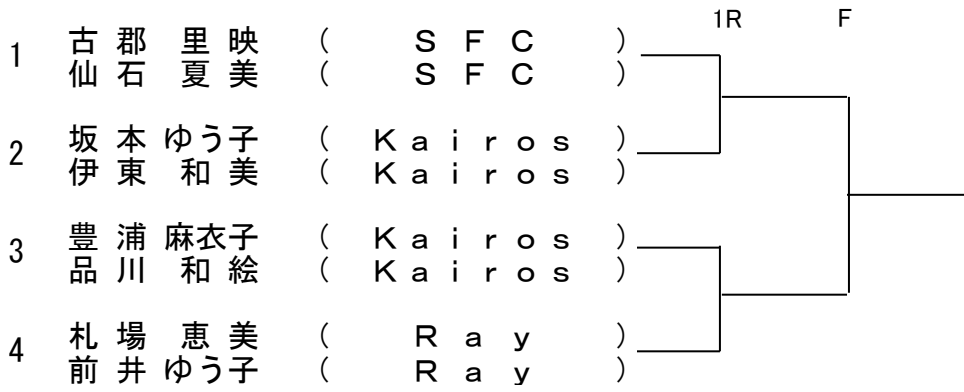 1R F
1 古郡 里映 ( SFC )
仙石 夏美 ( SFC )
2 坂本 ゆう子 ( Kairos )
伊東 和美 ( Kairos )
3 豊浦 麻衣子 ( Kairos )
品川 和絵 ( Kairos )
4 札場 恵美 ( Ray )
前井 ゆう子 ( Ray )